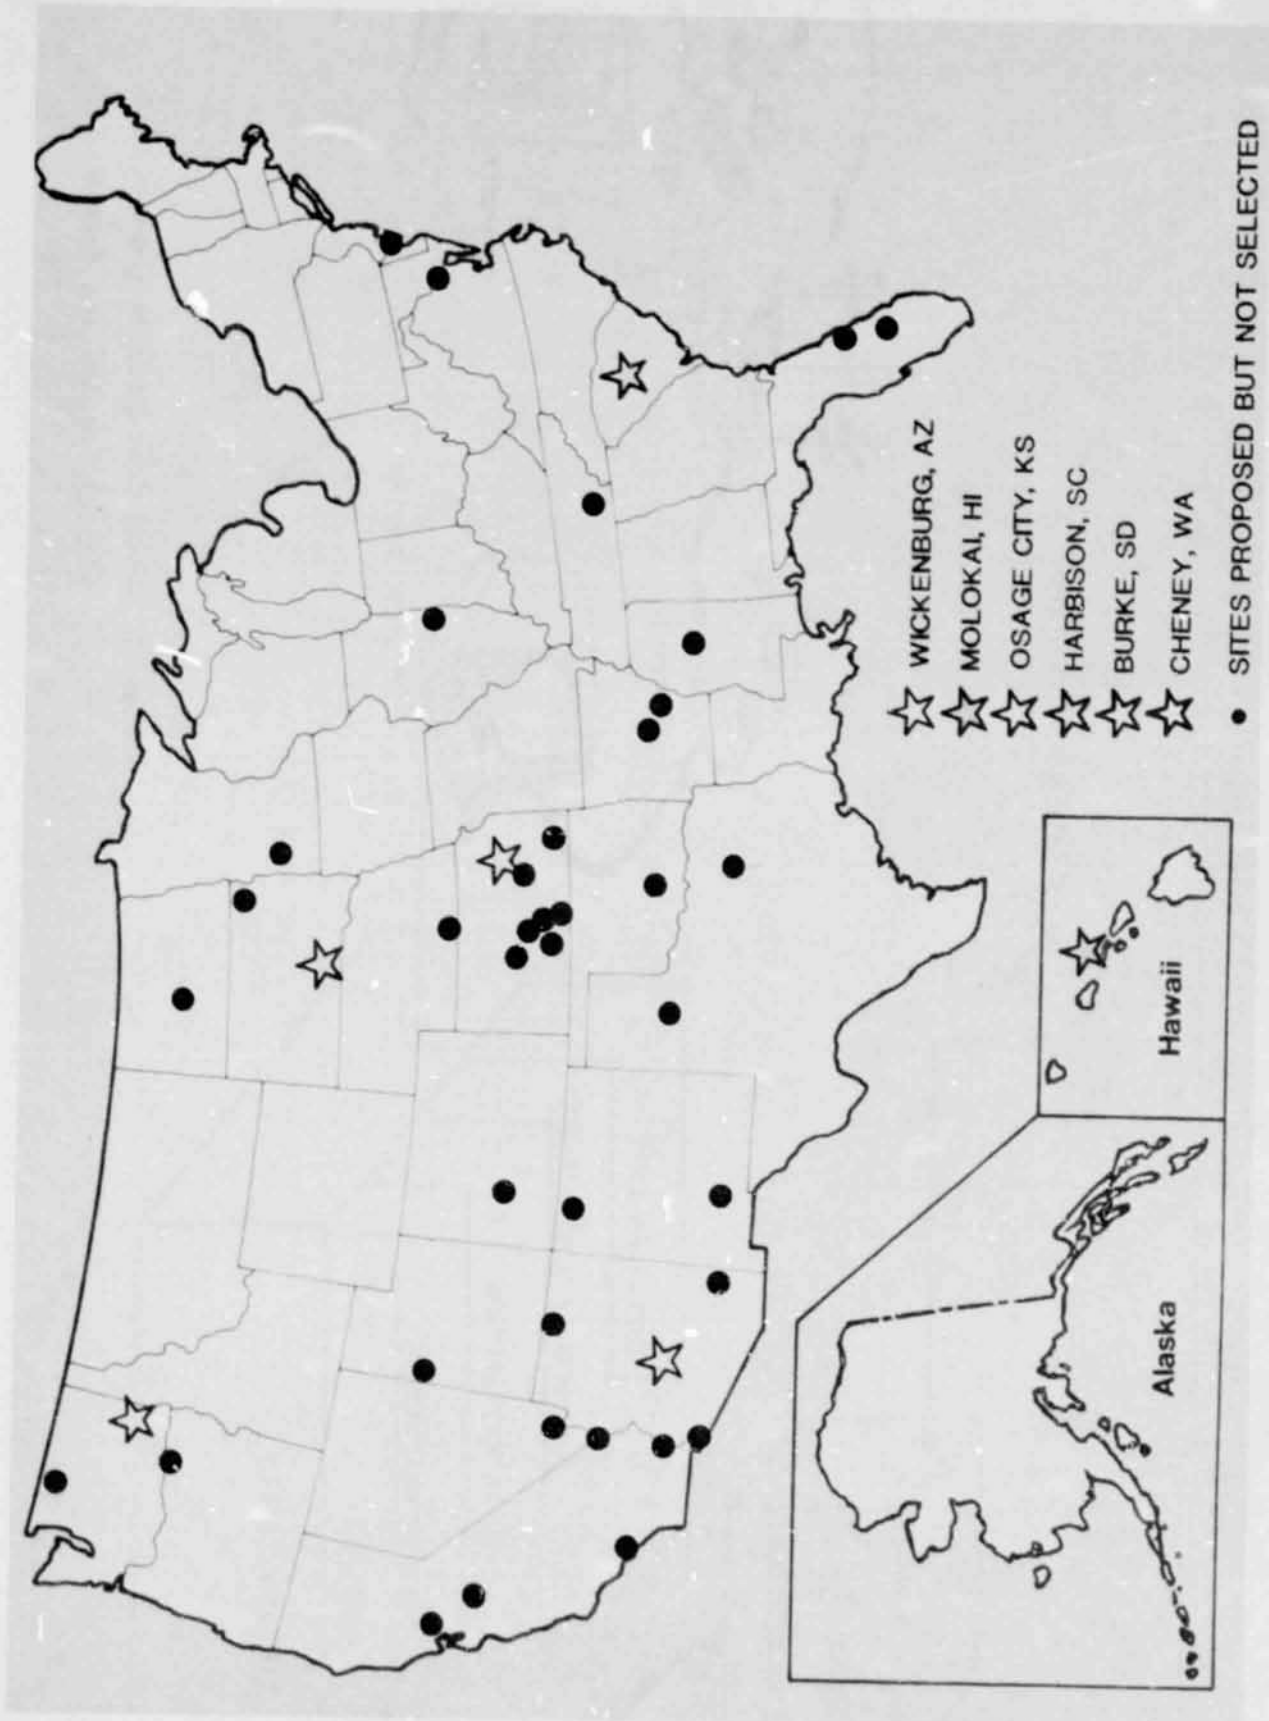 WICKENBURG, AZ
MOLOKAI, HI
OSAGE CITY, KS
HARBISON, SC
BURKE, SD
CHENEY, WA
SITES PROPOSED BUT NOT SELECTED
Alaska
Hawaii